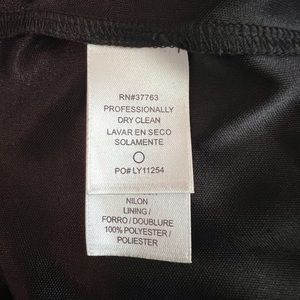 RN#37763
PROFESSIONALLY
DRY CLEAN
LAVAR EN SECO
SOLAMENTE
PO# LY11254
NILON
LINING /
FORRO / DOUBLURE
100% POLYESTER /
POLIESTER